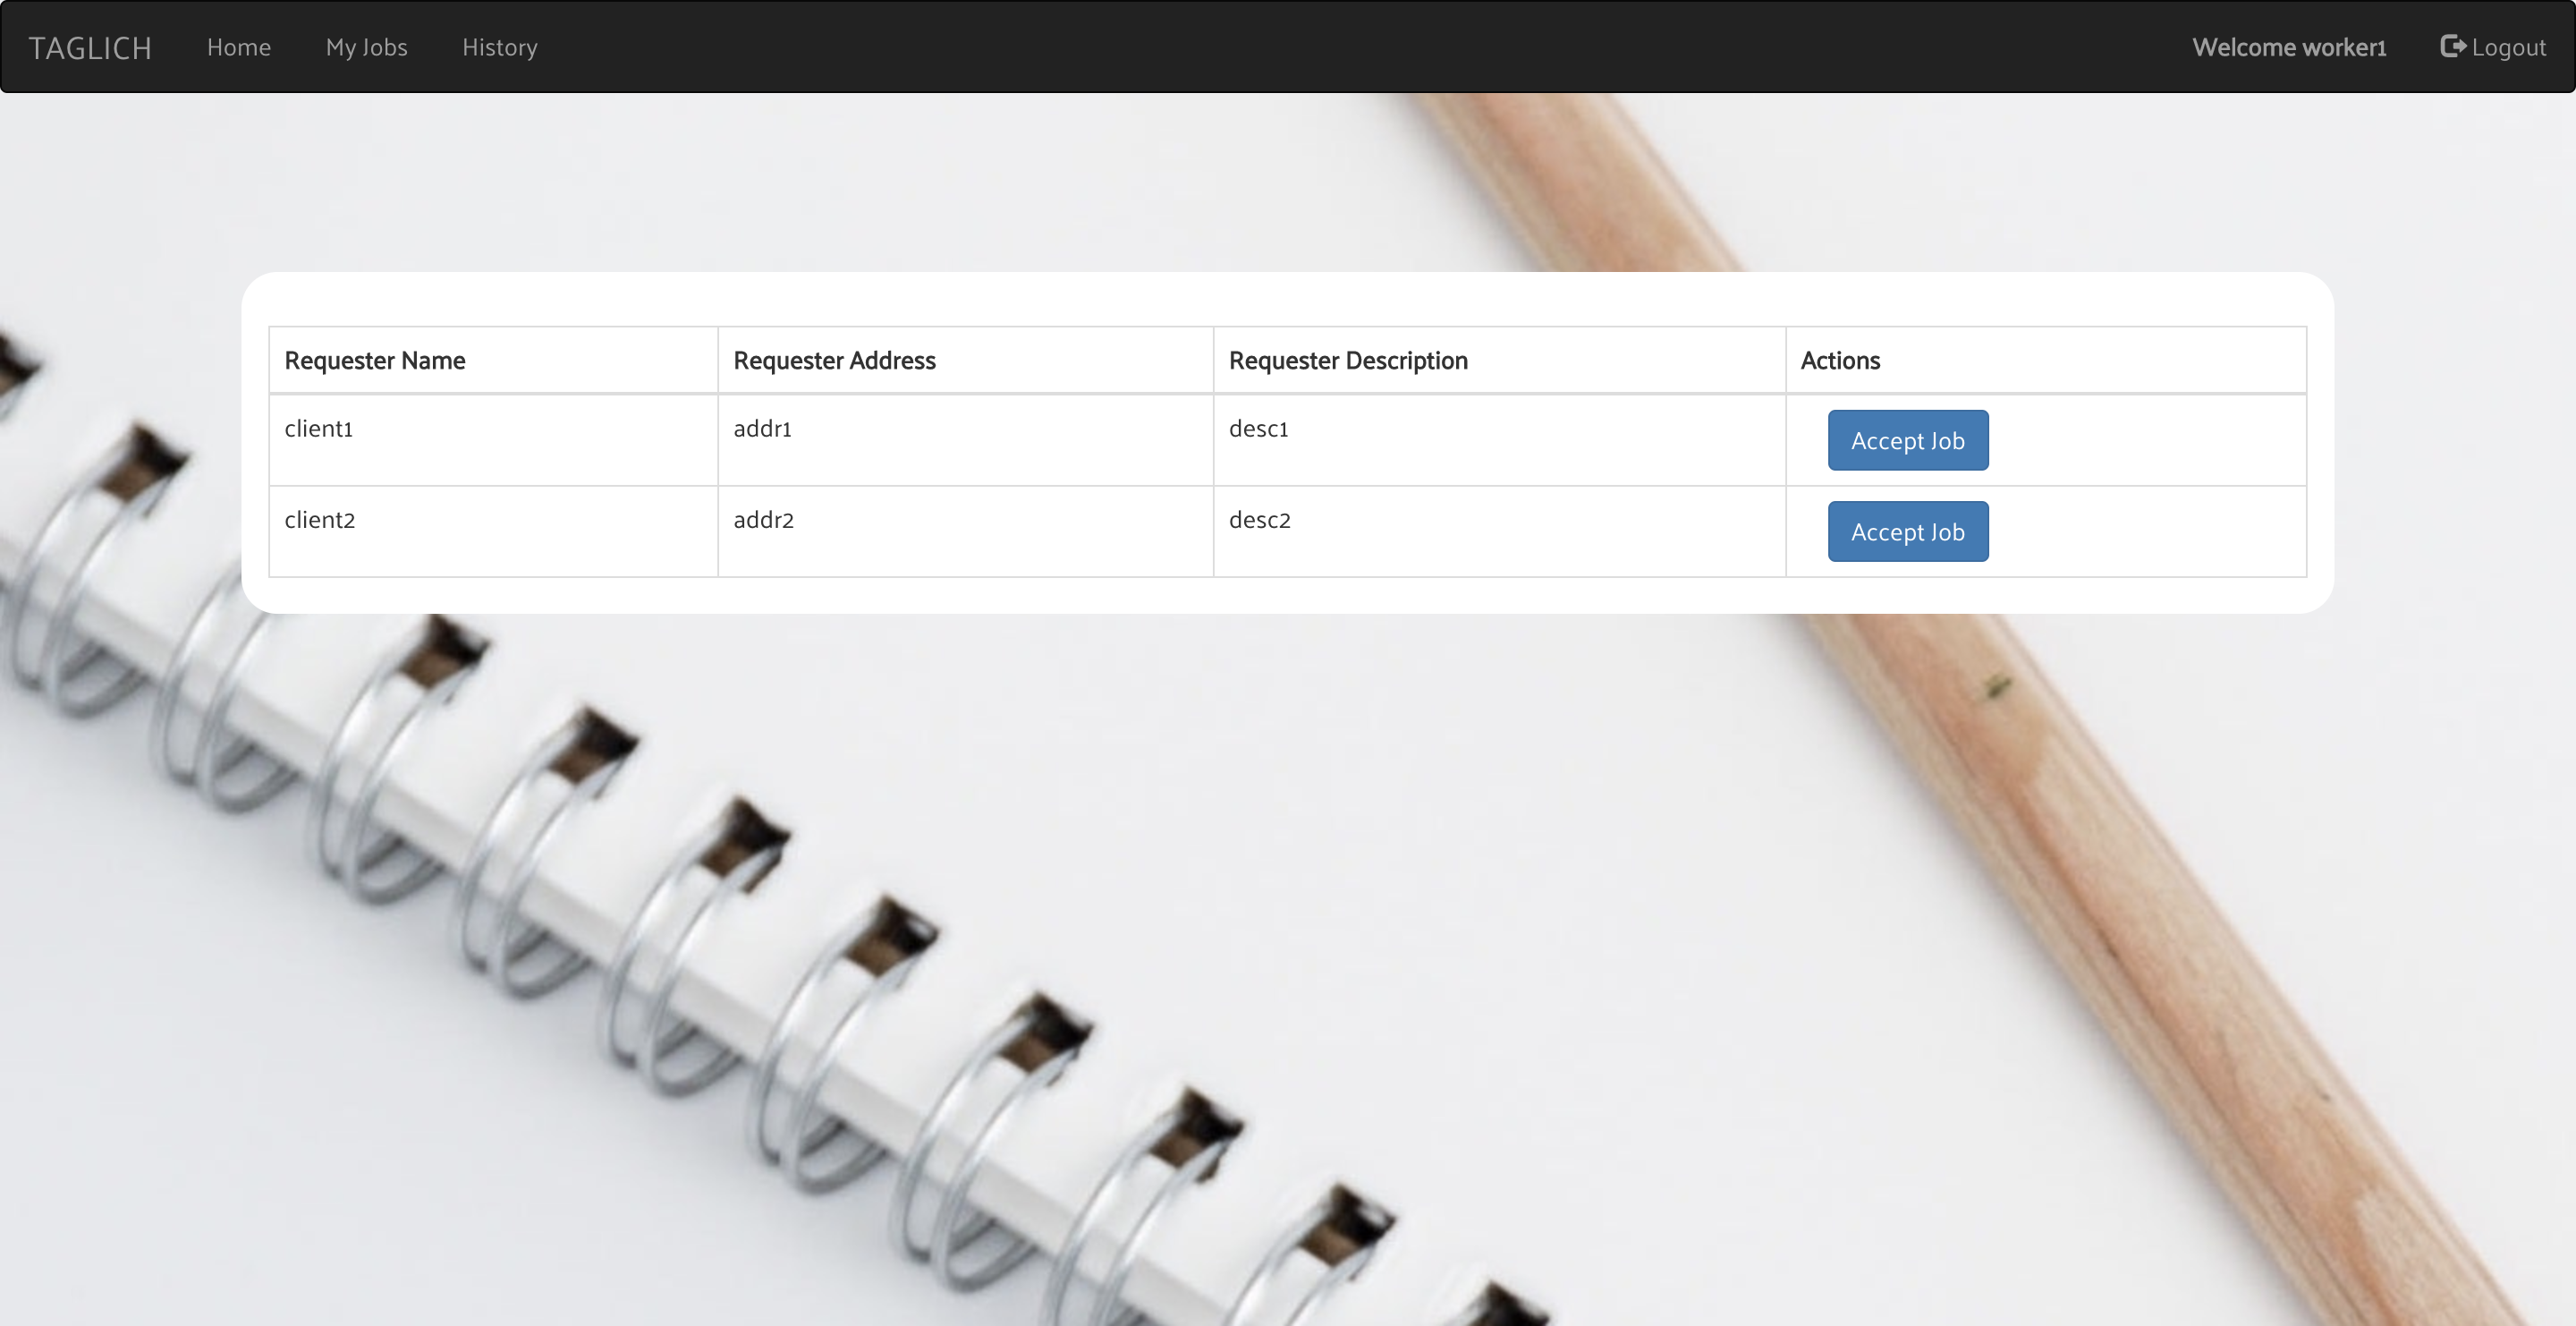 TAGLICH Home My Jobs History Welcome worker1 Logout
Requester Name Requester Address Requester Description Actions
client1 addr1 desc1 Accept Job
client2 addr2 desc2 Accept Job